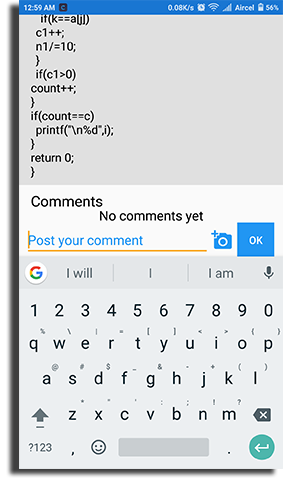 12:59 AM C 0.08K/s Aircel 56%
if(k==a[j])
c1++;
n1/=10;
}
if(c1>0)
count++;
}
if(count==c)
printf("\n%d",i);
}
return 0;
}
Comments
No comments yet
Post your comment OK
G I will I I am
1 2 3 4 5 6 7 8 9 0
% \ | = [ ] < > { }
q w e r t y u i o p
@ # $ _ & - + ( )
a s d f g h j k l
* " ' : ; ! ?
z x c v b n m
?123 , .